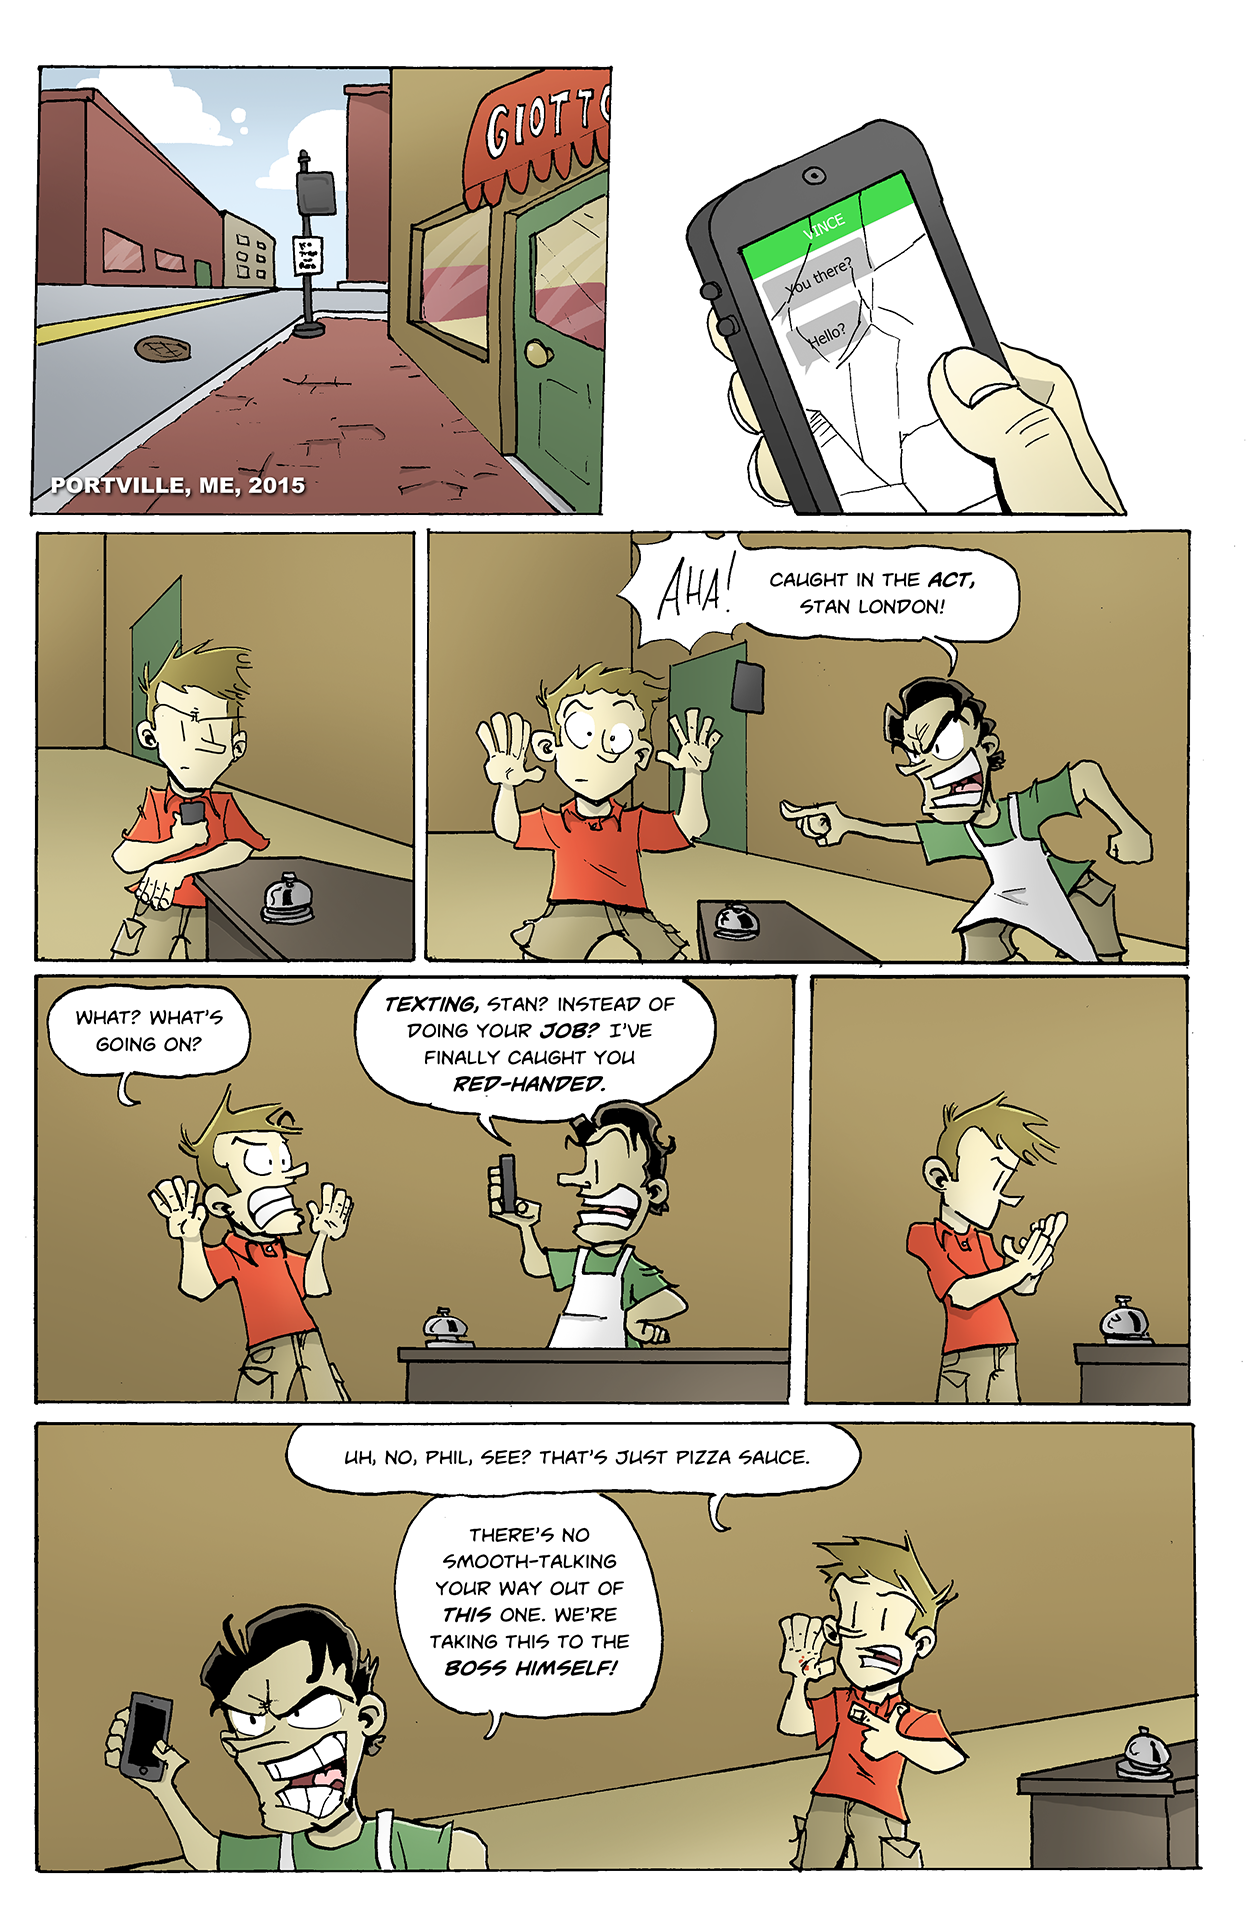 GIOTTO
PORTVILLE, ME, 2015
VINCE
You there?
Hello?
AHA!
CAUGHT IN THE ACT,
STAN LONDON!
WHAT? WHAT'S
GOING ON?
TEXTING, STAN? INSTEAD OF
DOING YOUR JOB? I'VE
FINALLY CAUGHT YOU
RED-HANDED.
UH, NO, PHIL, SEE? THAT'S JUST PIZZA SAUCE.
THERE'S NO
SMOOTH-TALKING
YOUR WAY OUT OF
THIS ONE. WE'RE
TAKING THIS TO THE
BOSS HIMSELF!